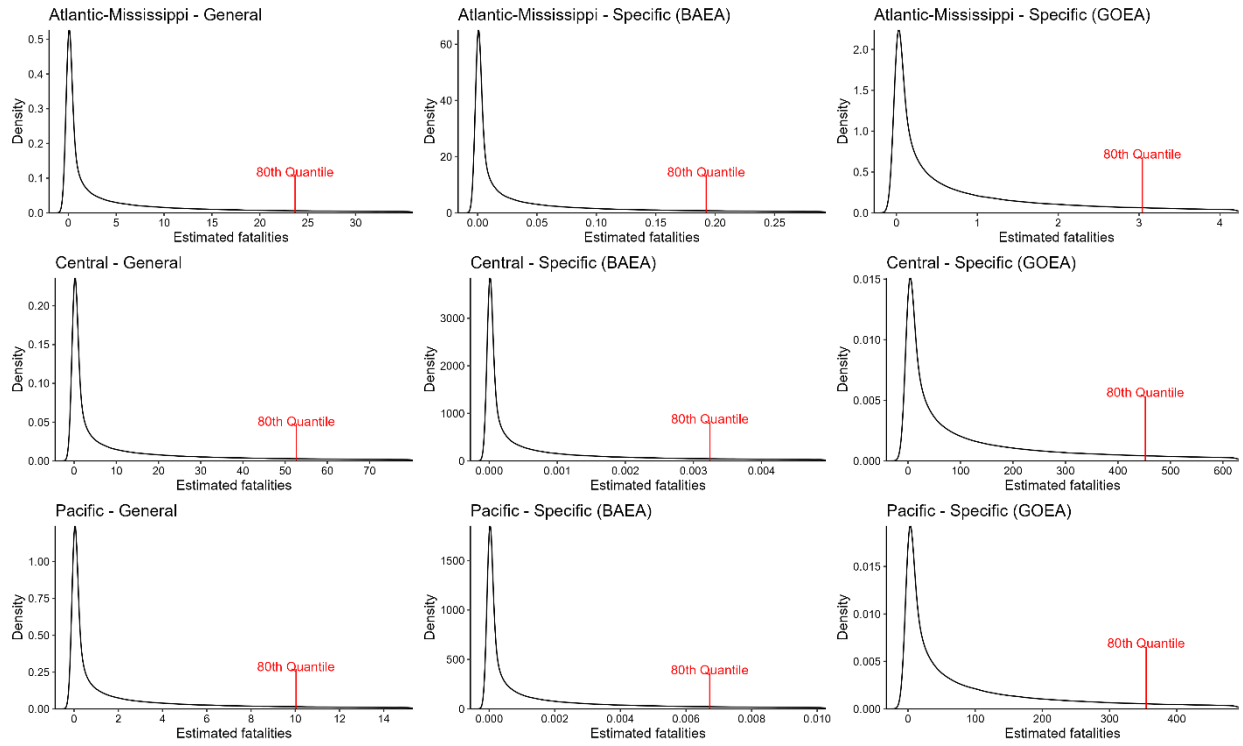 Atlantic-Mississippi - General
Density
0.5
0.4
0.3
0.2
0.1
0.0
80th Quantile
0 5 10 15 20 25 30
Estimated fatalities
Atlantic-Mississippi - Specific (BAEA)
Density
60
40
20
0
80th Quantile
0.00 0.05 0.10 0.15 0.20 0.25
Estimated fatalities
Atlantic-Mississippi - Specific (GOEA)
Density
2.0
1.5
1.0
0.5
0.0
80th Quantile
0 1 2 3 4
Estimated fatalities
Central - General
Density
0.20
0.15
0.10
0.05
0.00
80th Quantile
0 10 20 30 40 50 60 70
Estimated fatalities
Central - Specific (BAEA)
Density
3000
2000
1000
0
80th Quantile
0.000 0.001 0.002 0.003 0.004
Estimated fatalities
Central - Specific (GOEA)
Density
0.015
0.010
0.005
0.000
80th Quantile
0 100 200 300 400 500 600
Estimated fatalities
Pacific - General
Density
1.00
0.75
0.50
0.25
0.00
80th Quantile
0 2 4 6 8 10 12 14
Estimated fatalities
Pacific - Specific (BAEA)
Density
1500
1000
500
0
80th Quantile
0.000 0.002 0.004 0.006 0.008 0.010
Estimated fatalities
Pacific - Specific (GOEA)
Density
0.015
0.010
0.005
0.000
80th Quantile
0 100 200 300 400
Estimated fatalities